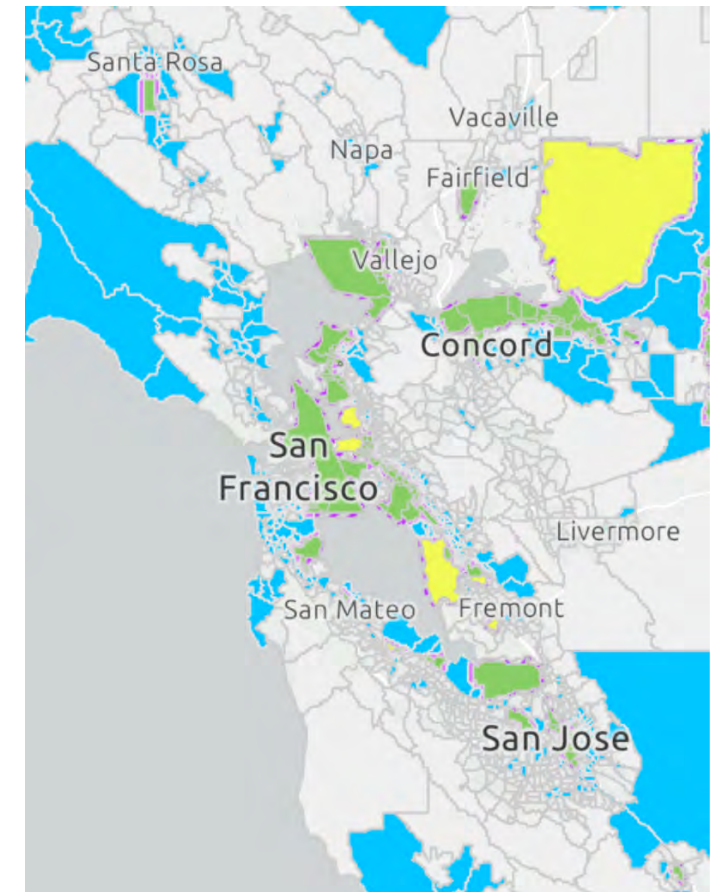 Santa Rosa
Vacaville
Napa
Fairfield
Vallejo
Concord
San
Francisco
Livermore
San Mateo
Fremont
San Jose